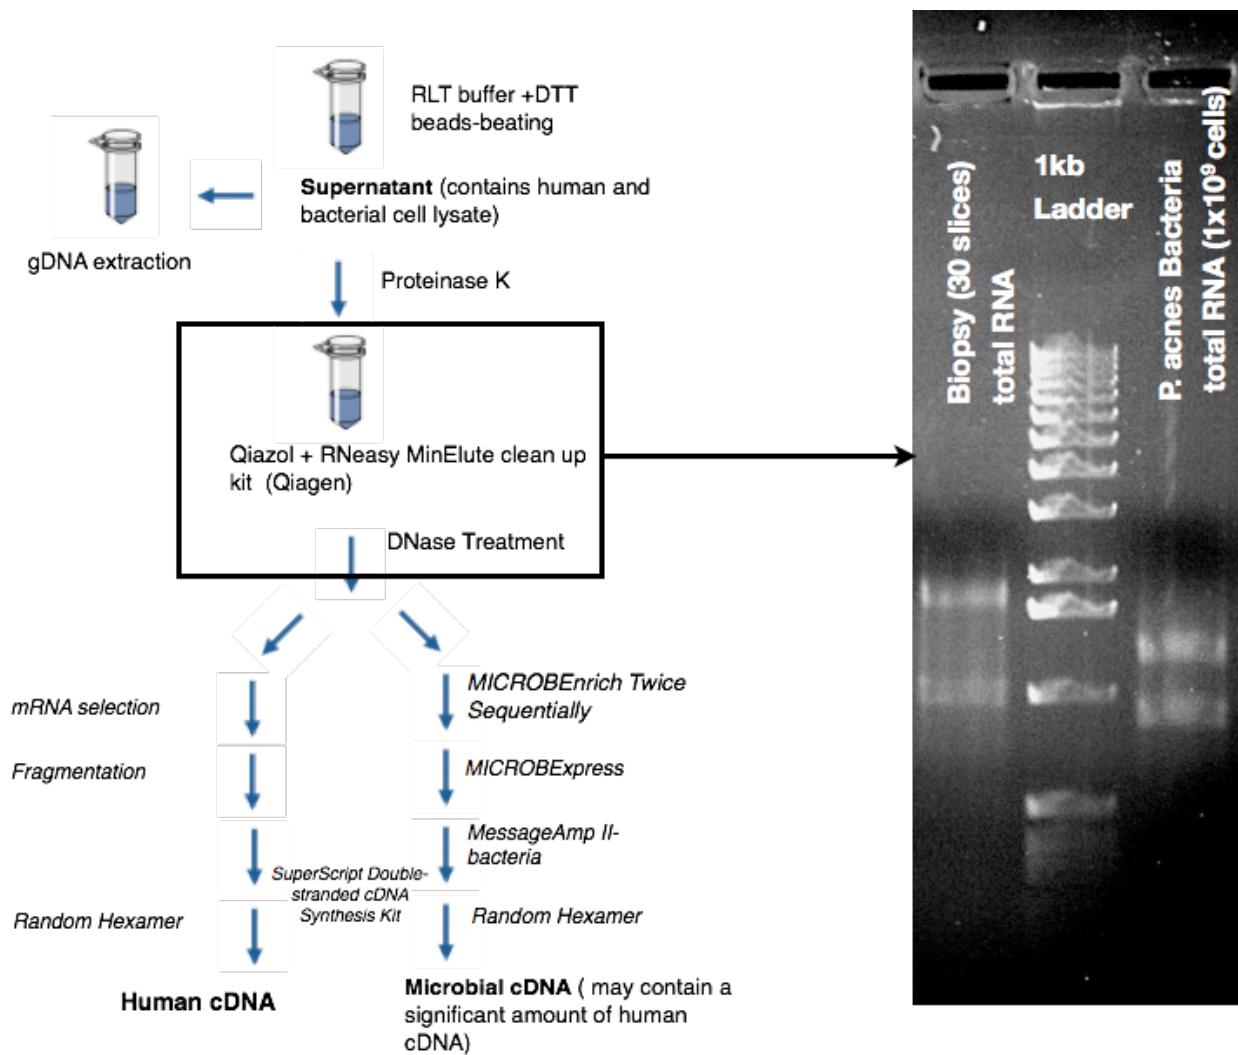 RLT buffer +DTT
beads-beating
Supernatant (contains human and
bacterial cell lysate)
gDNA extraction
Proteinase K
Qiazol + RNeasy MinElute clean up
kit (Qiagen)
DNase Treatment
mRNA selection
Fragmentation
Random Hexamer
Human cDNA
SuperScript Double-
stranded cDNA
Synthesis Kit
MICROBEnrich Twice
Sequentially
MICROBExpress
MessageAmp II-
bacteria
Random Hexamer
Microbial cDNA ( may contain a
significant amount of human
cDNA)
Biopsy (30 slices)
total RNA
1kb
Ladder
P. acnes Bacteria
total RNA (1x10⁹ cells)